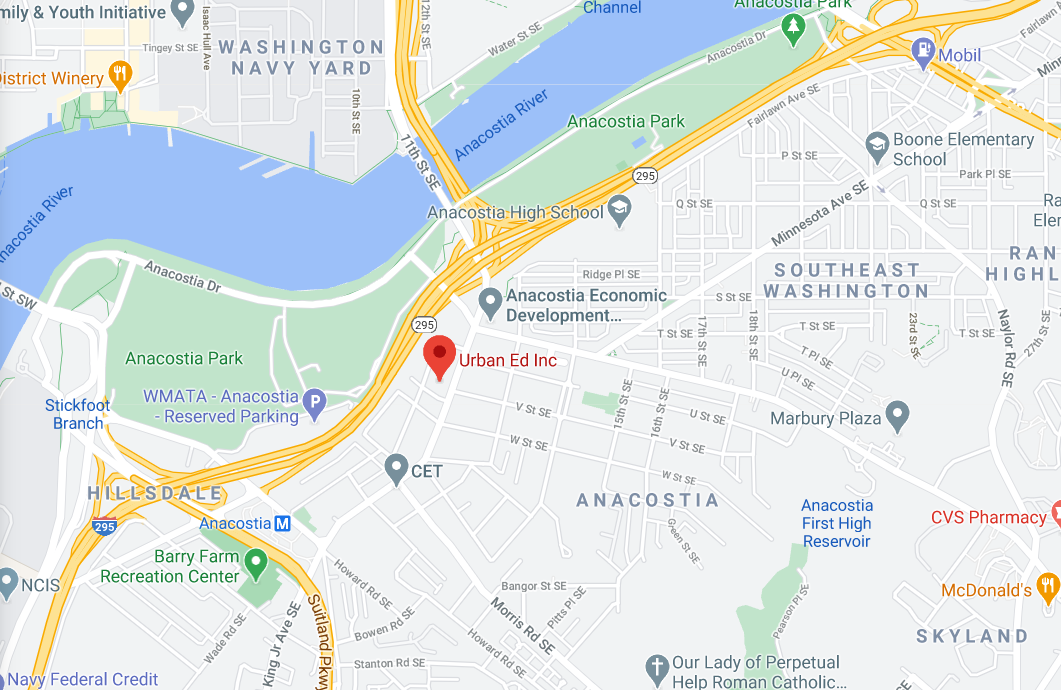 mily & Youth Initiative
Isaac Hull Ave
12th St SE
Channel
Anacostia Park
Water St SE
Anacostia Dr
Fairlawn
Tingey St SE
WASHINGTON
NAVY YARD
District Winery
10th St SE
Mobil
Minn
Anacostia River
Anacostia Park
Fairlawn Ave SE
11th St SE
Boone Elementary
School
P St SE
Park Pl SE
295
Anacostia River
Anacostia High School
Minnesota Ave SE
Q St SE
Q St SE
Ra
Elem
RAN
HIGHL
Anacostia Dr
Ridge Pl SE
SOUTHEAST
WASHINGTON
l St SW
Anacostia Economic
Development...
S St SE
17th St SE
18th St SE
23rd St SE
Naylor Rd SE
27th St SE
295
T St SE
T St SE
T St SE
Anacostia Park
Urban Ed Inc
T Pl SE
U Pl SE
WMATA - Anacostia
- Reserved Parking
P
Stickfoot
Branch
V St SE
15th St SE
16th St SE
U St SE
Marbury Plaza
W St SE
V St SE
CET
W St SE
HILLSDALE
ANACOSTIA
Anacostia
First High
Reservoir
CVS Pharmacy
295
Anacostia M
Green St SE
Barry Farm
Recreation Center
NCIS
Howard Rd SE
Bangor St SE
McDonald's
Suitland Pkwy
Morris Rd SE
Pitts Pl SE
Pearson Pl SE
Wade Rd SE
King Jr Ave SE
Bowen Rd SE
Howard Rd SE
SKYLAND
Stanton Rd SE
Our Lady of Perpetual
Help Roman Catholic...
Navy Federal Credit
SE